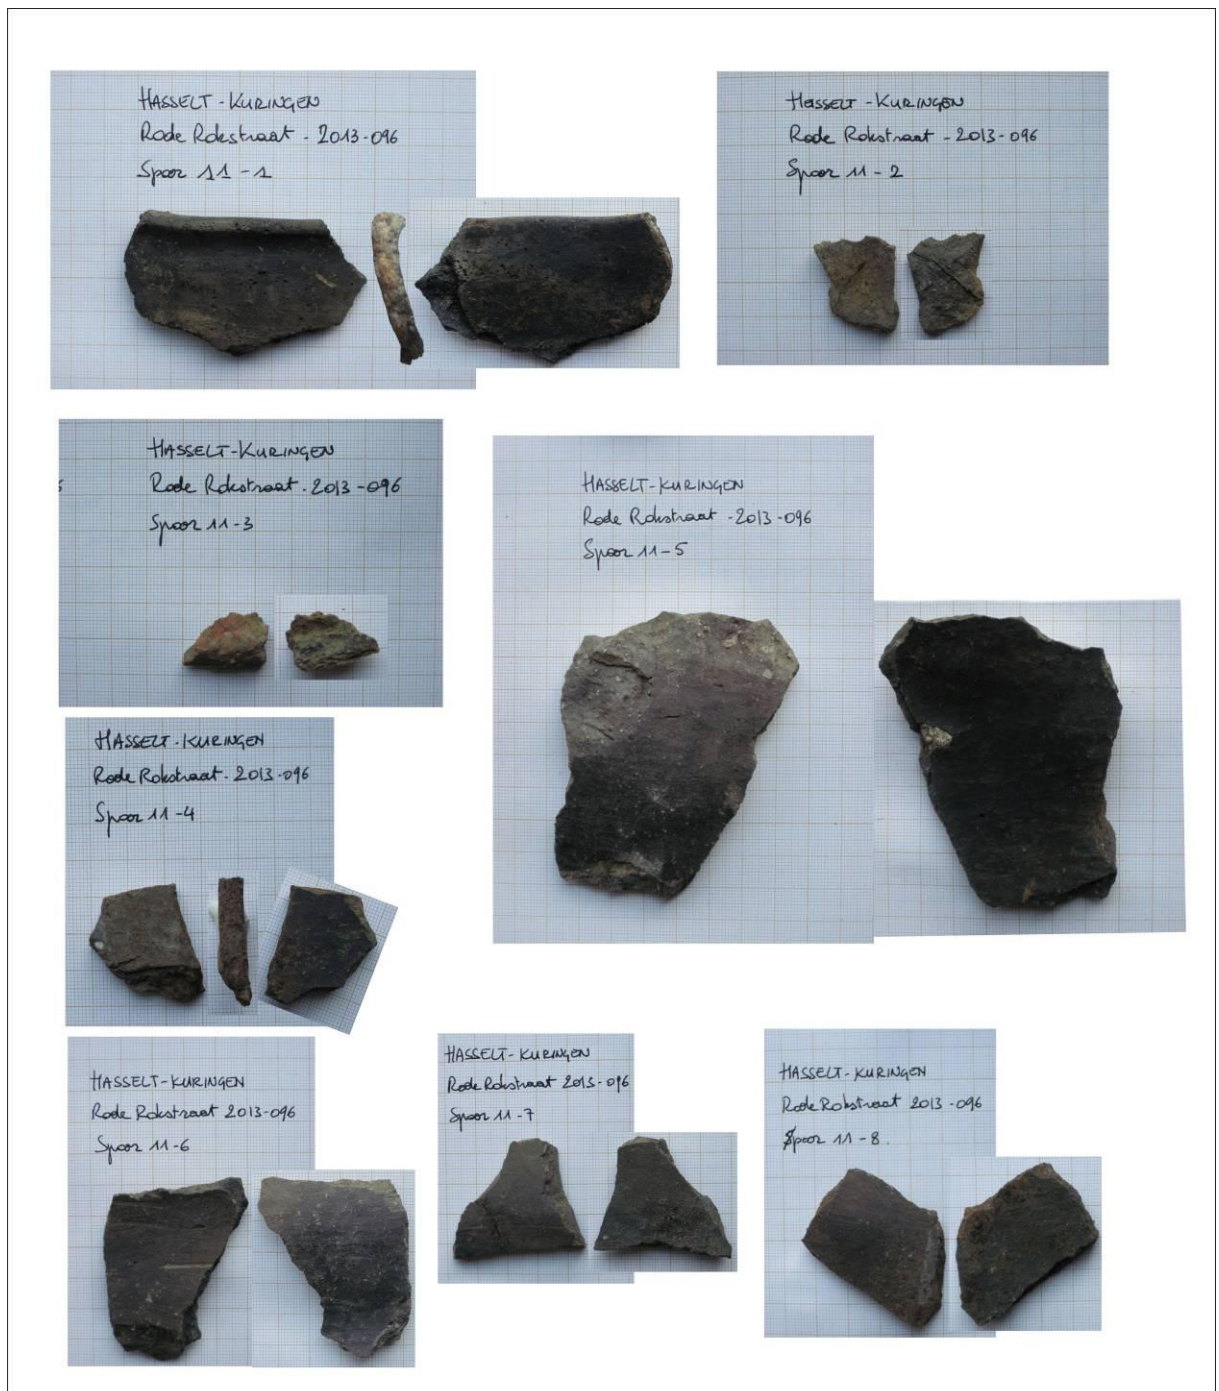 HASSELT - KURINGEN
Rode Rokstraat - 2013-096
Spoor 11 - 1
HASSELT - KURINGEN
Rode Rokstraat - 2013-096
Spoor 11 - 2
HASSELT-KURINGEN
Rode Rokstraat - 2013-096
Spoor 11-3
HASSELT-KURINGEN
Rode Rokstraat - 2013-096
Spoor 11-5
HASSELT-KURINGEN
Rode Rokstraat - 2013-096
Spoor 11-4
HASSELT-KURINGEN
Rode Rokstraat 2013-096
Spoor 11-6
HASSELT-KURINGEN
Rode Rokstraat 2013-096
Spoor 11-7
HASSELT-KURINGEN
Rode Rokstraat 2013-096
Spoor 11-8.